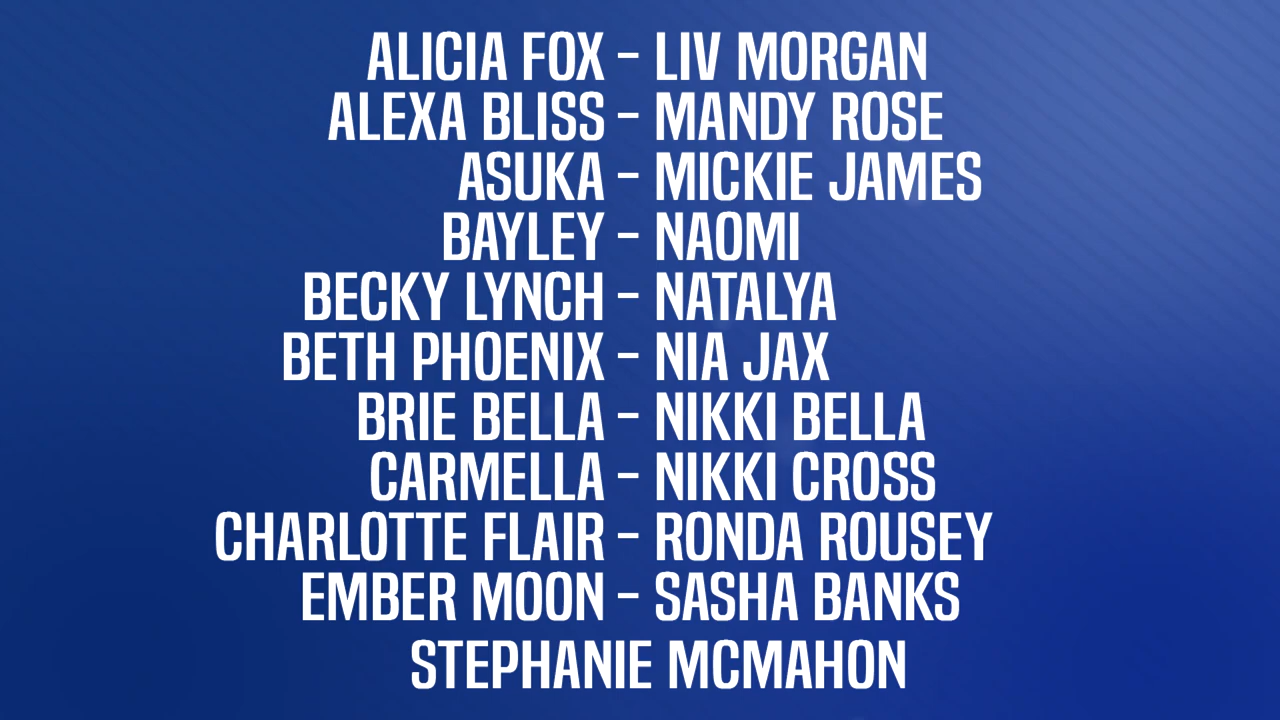 ALICIA FOX – LIV MORGAN
ALEXA BLISS – MANDY ROSE
ASUKA – MICKIE JAMES
BAYLEY – NAOMI
BECKY LYNCH – NATALYA
BETH PHOENIX – NIA JAX
BRIE BELLA – NIKKI BELLA
CARMELLA – NIKKI CROSS
CHARLOTTE FLAIR – RONDA ROUSEY
EMBER MOON – SASHA BANKS
STEPHANIE MCMAHON